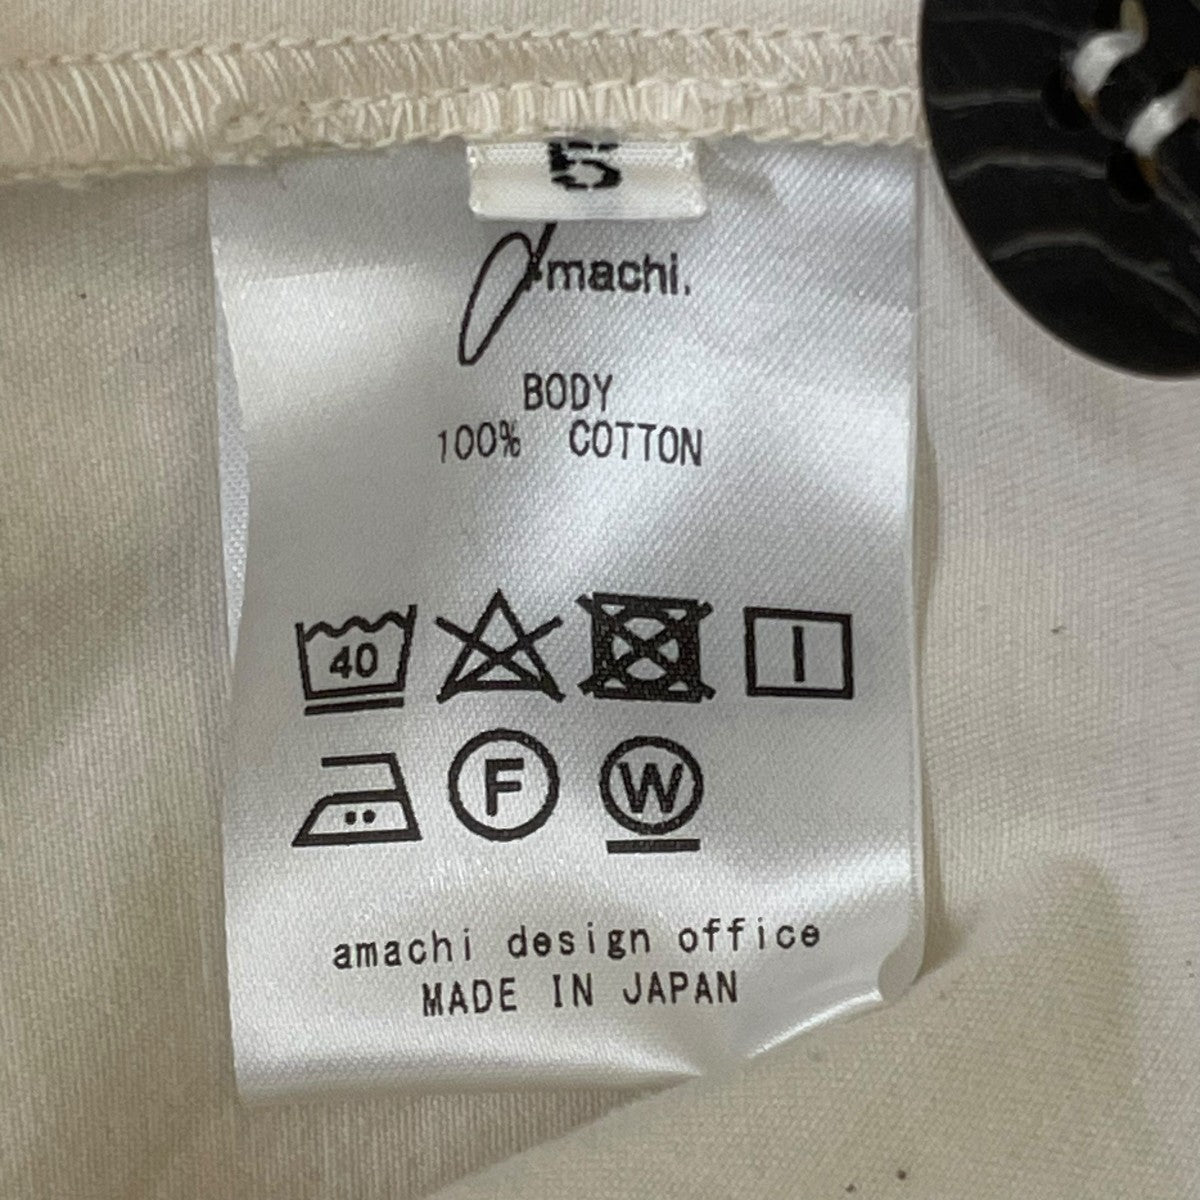 5
amachi.
BODY
100% COTTON
40
F
W
amachi design office
MADE IN JAPAN